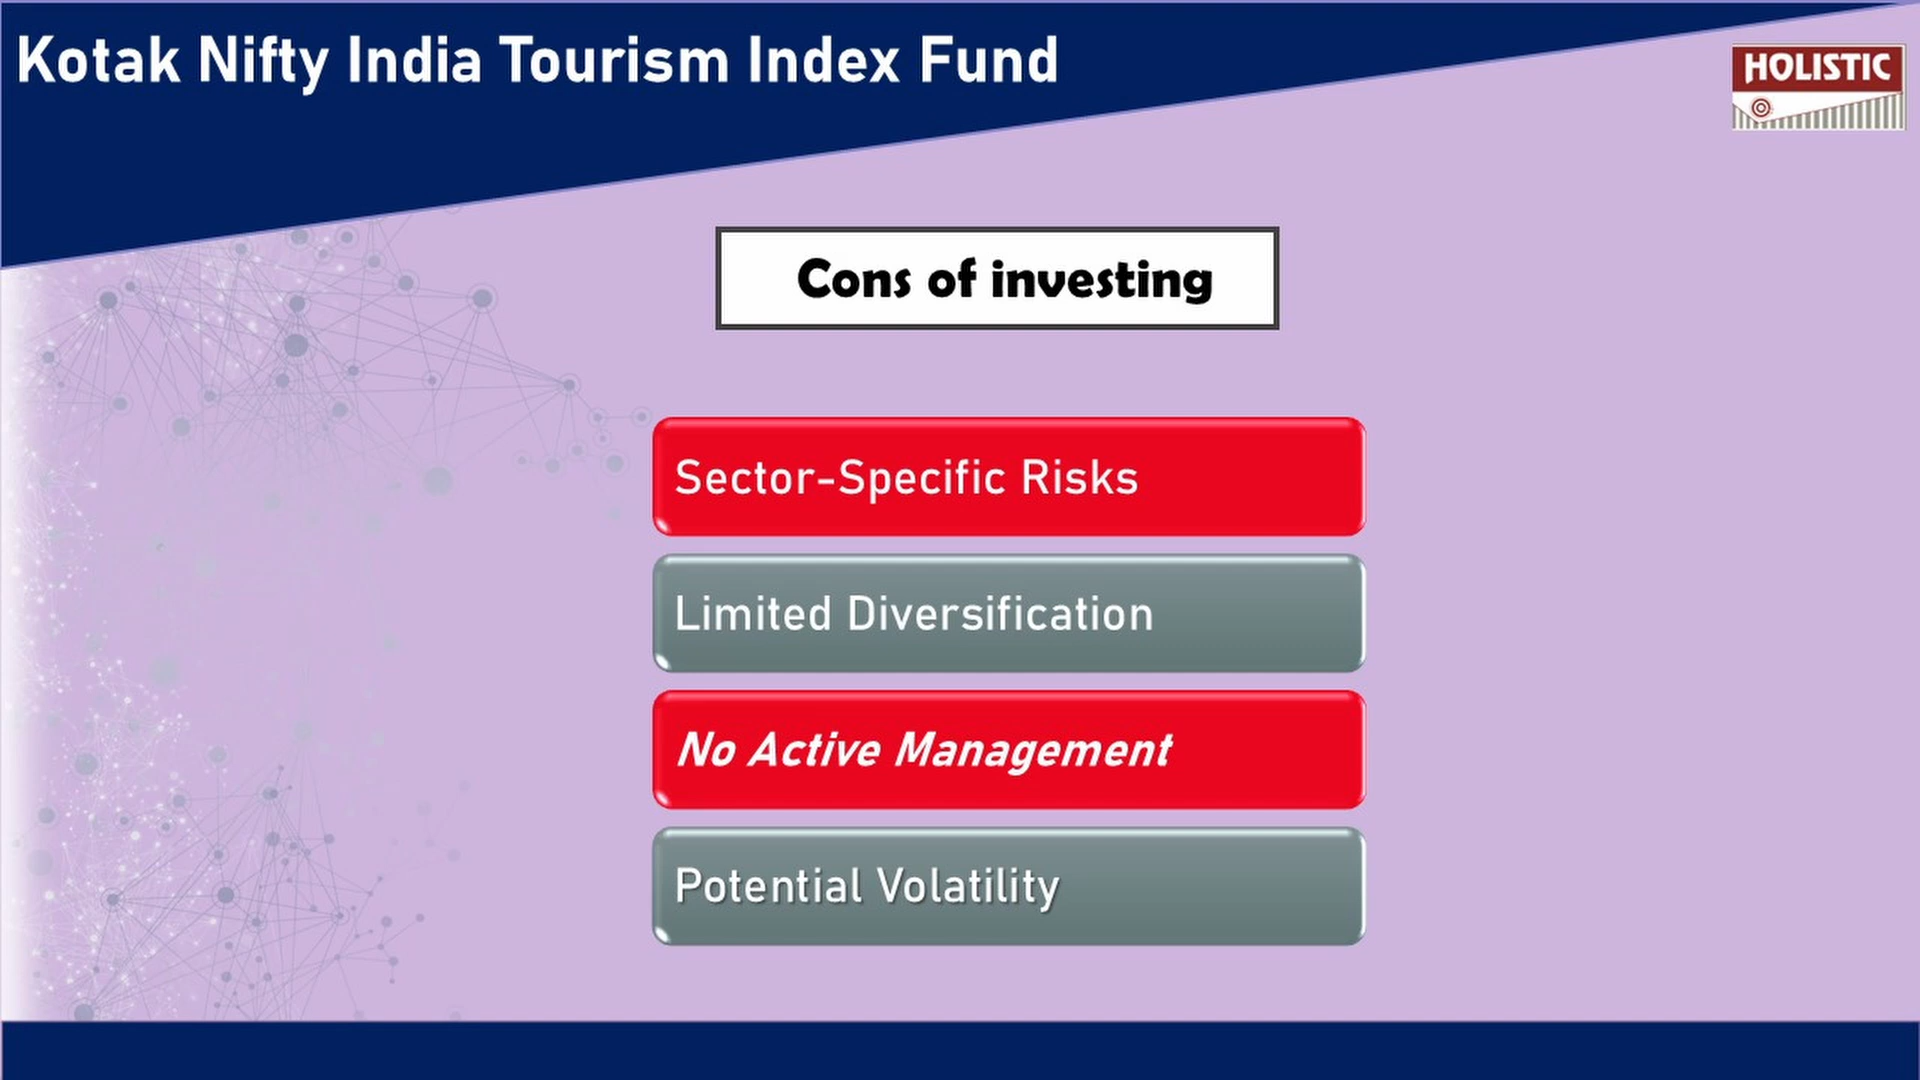 Kotak Nifty India Tourism Index Fund
HOLISTIC
Cons of investing
Sector-Specific Risks
Limited Diversification
No Active Management
Potential Volatility